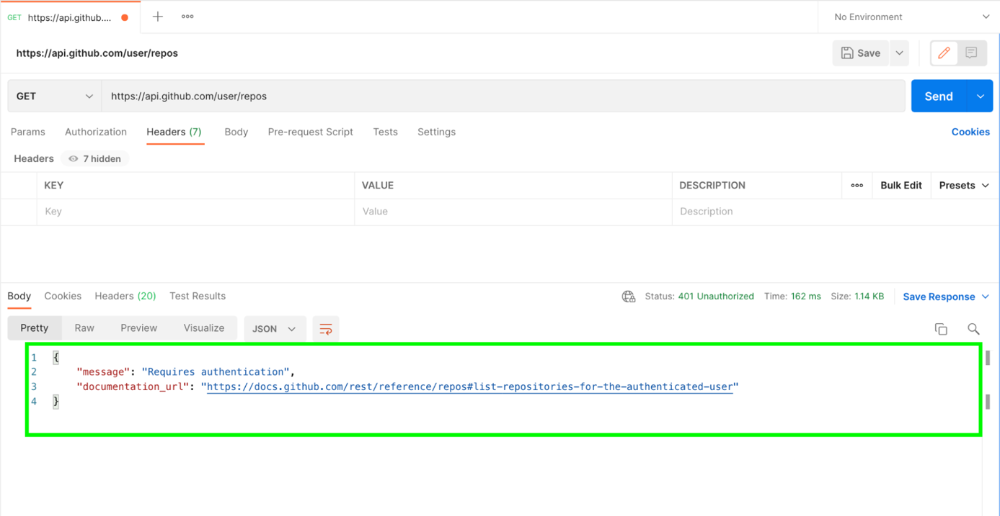 GET https://api.github.... No Environment
https://api.github.com/user/repos Save
GET https://api.github.com/user/repos Send
Params Authorization Headers (7) Body Pre-request Script Tests Settings Cookies
Headers 7 hidden
KEY VALUE DESCRIPTION Bulk Edit Presets
Key Value Description
Body Cookies Headers (20) Test Results Status: 401 Unauthorized Time: 162 ms Size: 1.14 KB Save Response
Pretty Raw Preview Visualize JSON
1 {
2 "message": "Requires authentication",
3 "documentation_url": "https://docs.github.com/rest/reference/repos#list-repositories-for-the-authenticated-user"
4 }